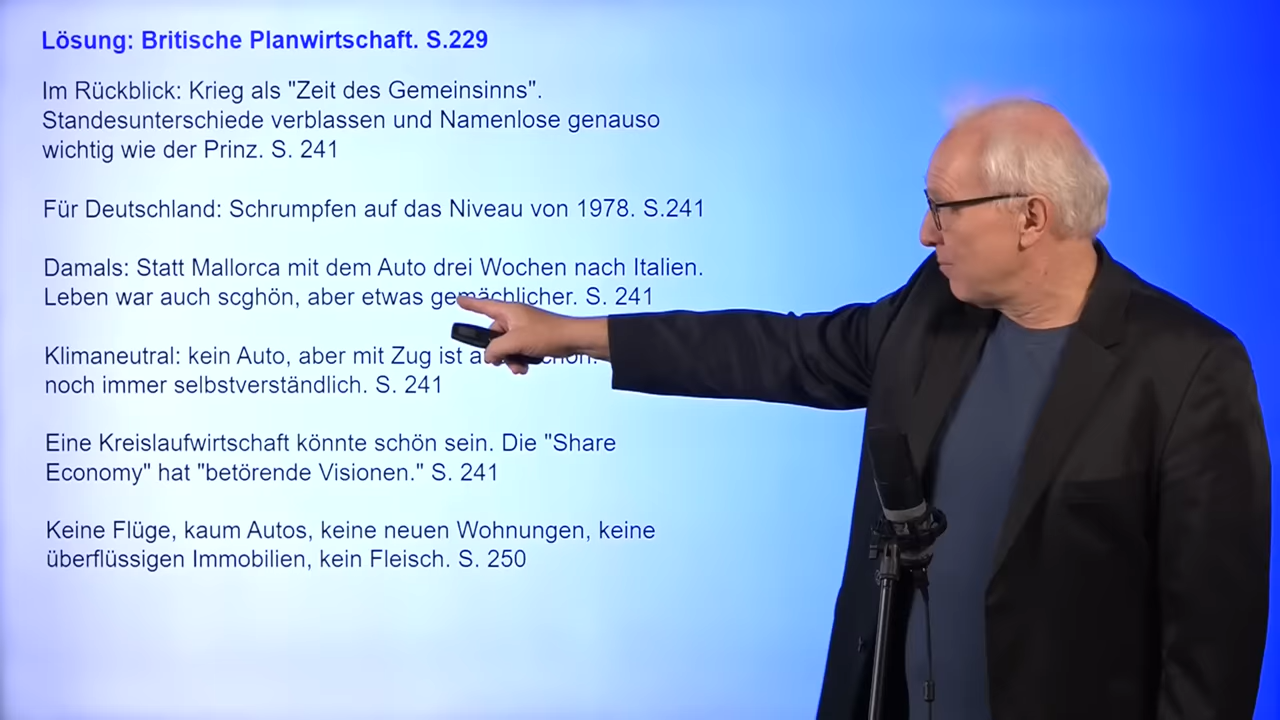 Lösung: Britische Planwirtschaft. S.229
Im Rückblick: Krieg als "Zeit des Gemeinsinns".
Standesunterschiede verblassen und Namenlose genauso
wichtig wie der Prinz. S. 241
Für Deutschland: Schrumpfen auf das Niveau von 1978. S.241
Damals: Statt Mallorca mit dem Auto drei Wochen nach Italien.
Leben war auch scghön, aber etwas gemächlicher. S. 241
Klimaneutral: kein Auto, aber mit Zug ist
noch immer selbstverständlich. S. 241
Eine Kreislaufwirtschaft könnte schön sein. Die "Share
Economy" hat "betörende Visionen." S. 241
Keine Flüge, kaum Autos, keine neuen Wohnungen, keine
überflüssigen Immobilien, kein Fleisch. S. 250